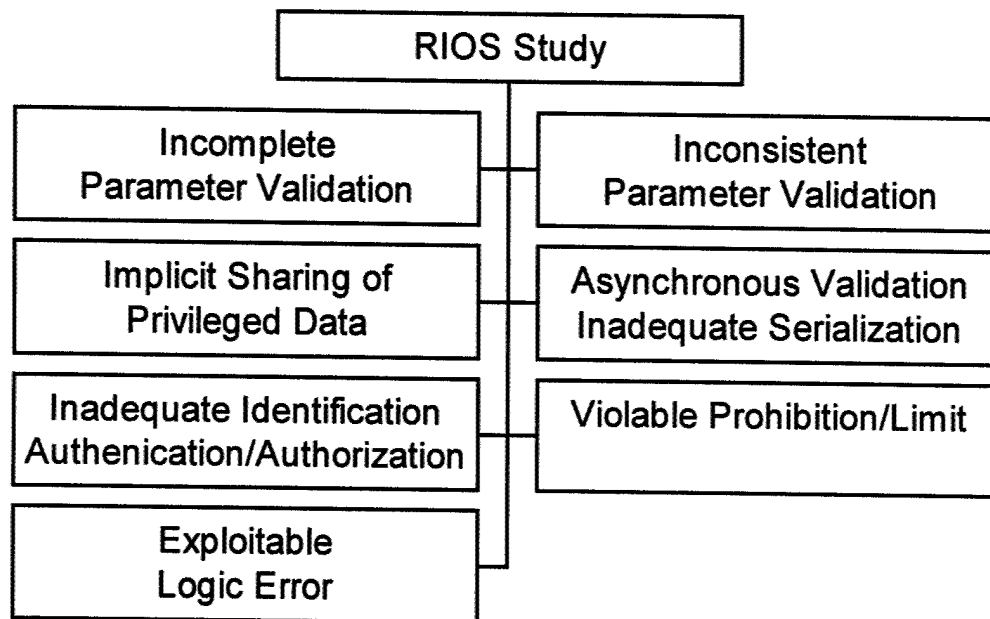 RIOS Study
Incomplete
Parameter Validation
Inconsistent
Parameter Validation
Implicit Sharing of
Privileged Data
Asynchronous Validation
Inadequate Serialization
Inadequate Identification
Authenication/Authorization
Violable Prohibition/Limit
Exploitable
Logic Error